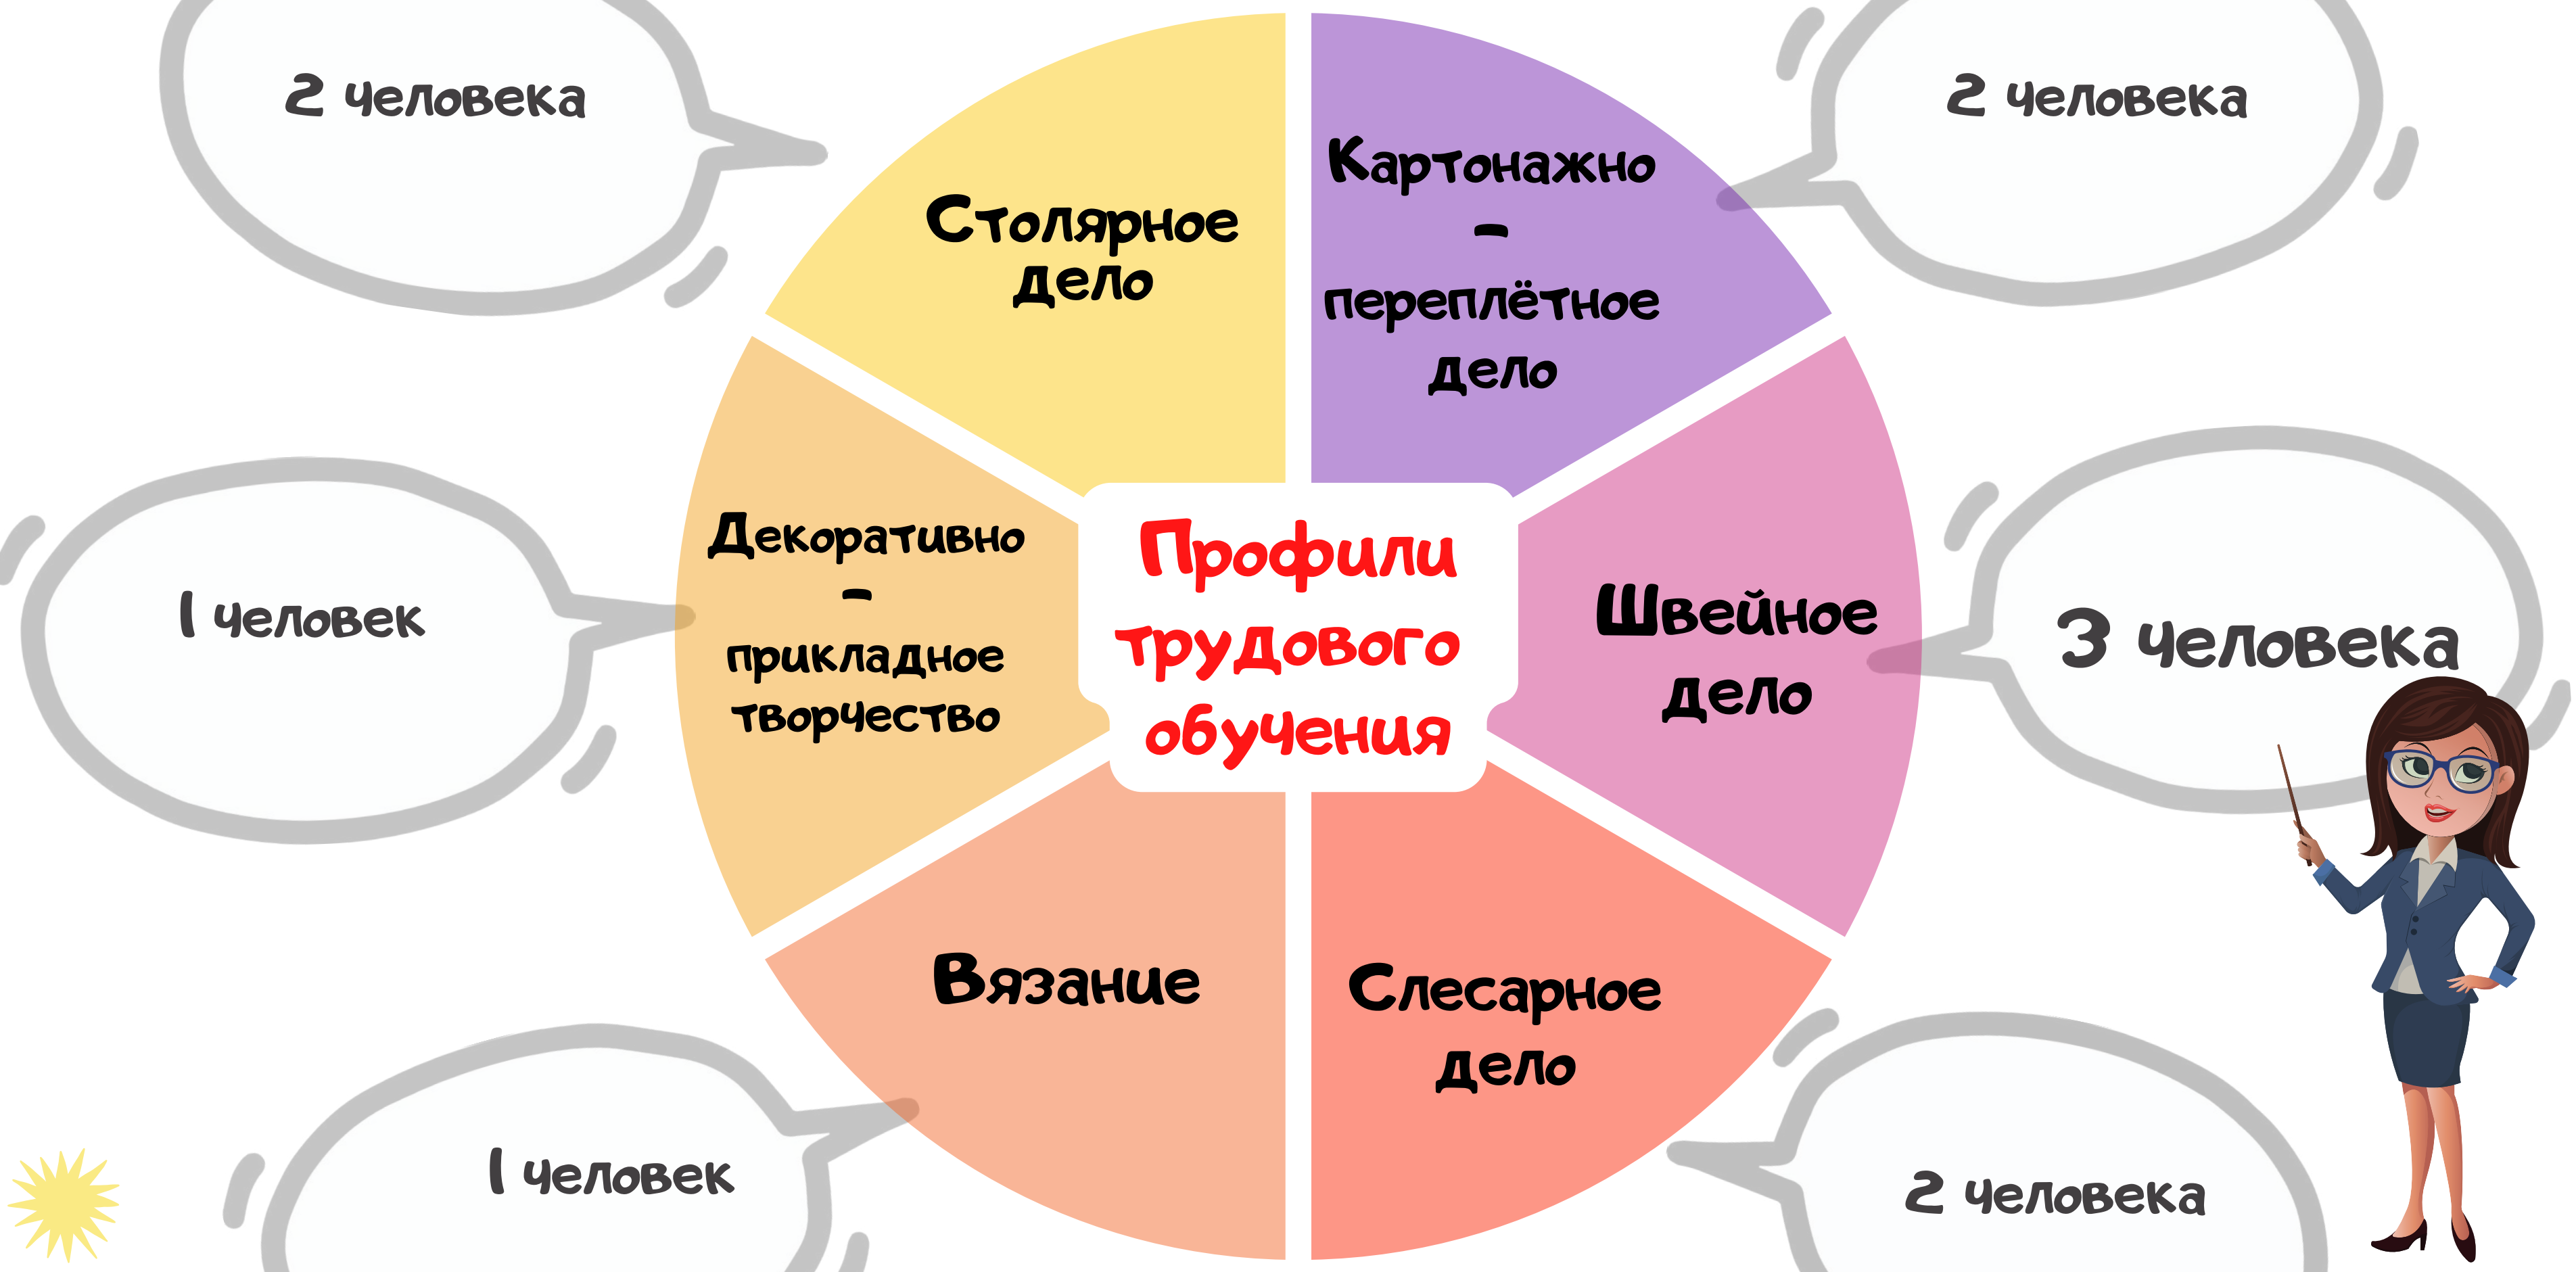 2 человека
2 человека
Столярное
дело
Картонажно
-
переплётное
дело
1 человек
Декоративно
-
прикладное
творчество
Профили
трудового
обучения
Швейное
дело
3 человека
Вязание
Слесарное
дело
1 человек
2 человека